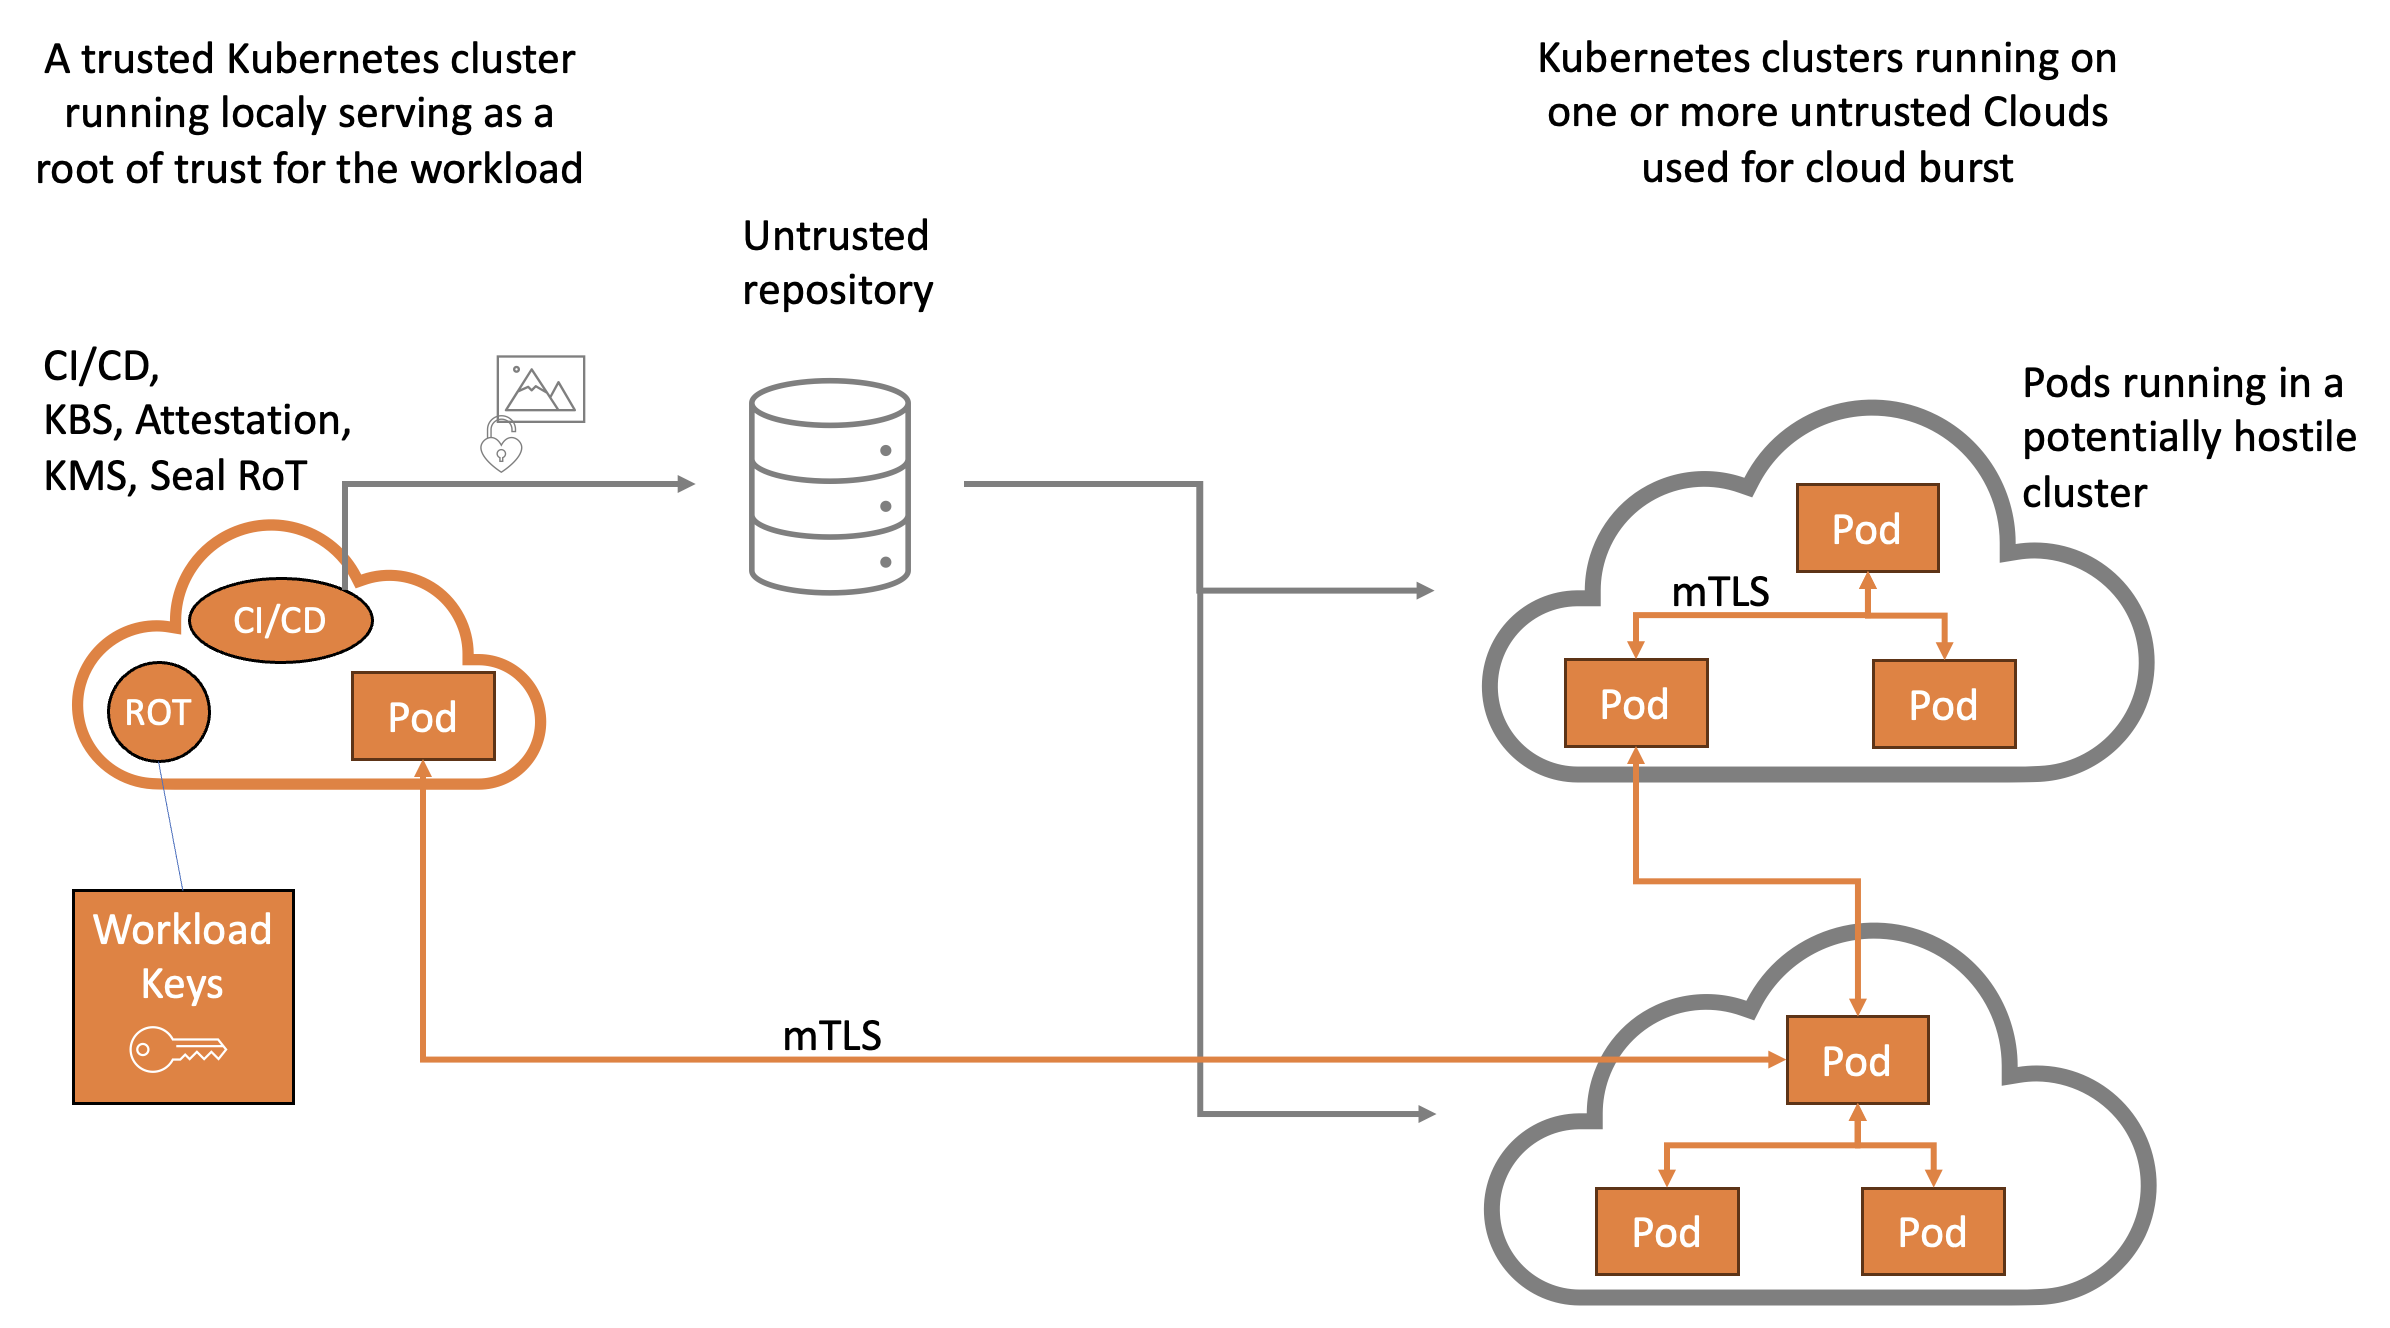 A trusted Kubernetes cluster
running localy serving as a
root of trust for the workload
Kubernetes clusters running on
one or more untrusted Clouds
used for cloud burst
Untrusted
repository
CI/CD,
KBS, Attestation,
KMS, Seal RoT
Pods running in a
potentially hostile
cluster
CI/CD
ROT
Pod
Workload
Keys
mTLS
Pod
mTLS
Pod
Pod
Pod
Pod
Pod